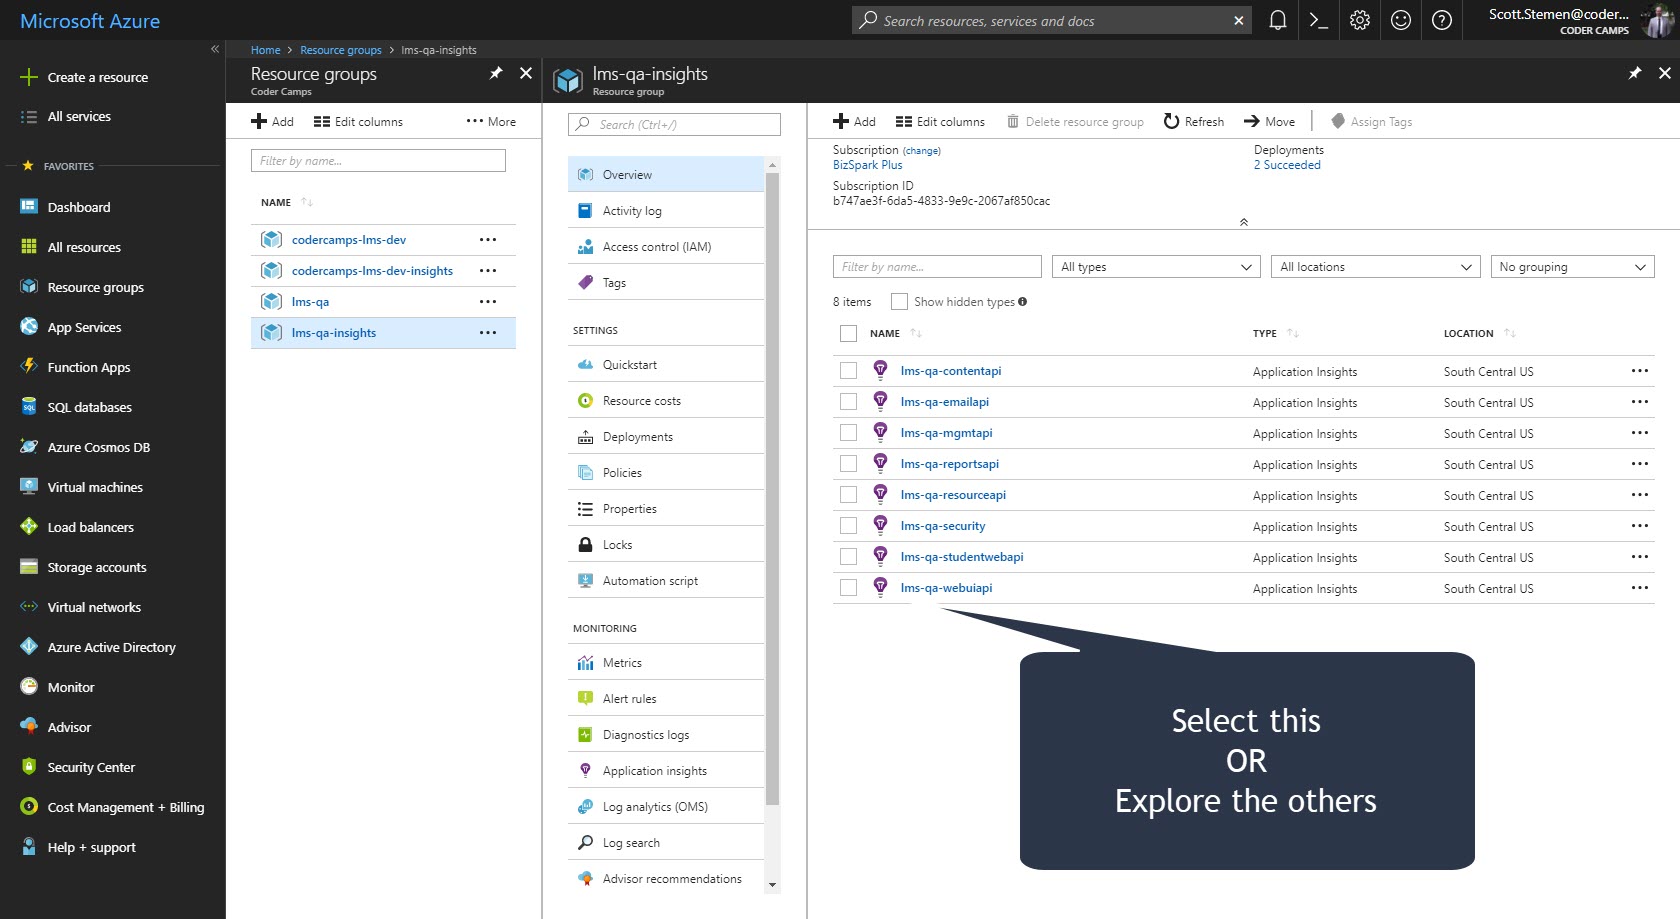 Microsoft Azure
Search resources, services and docs
Scott.Stemen@coder...
CODER CAMPS
Home > Resource groups > lms-qa-insights
Create a resource
All services
FAVORITES
Dashboard
All resources
Resource groups
App Services
Function Apps
SQL databases
Azure Cosmos DB
Virtual machines
Load balancers
Storage accounts
Virtual networks
Azure Active Directory
Monitor
Advisor
Security Center
Cost Management + Billing
Help + support
Resource groups
Coder Camps
Add Edit columns More
Filter by name...
NAME
codercamps-lms-dev
codercamps-lms-dev-insights
lms-qa
lms-qa-insights
lms-qa-insights
Resource group
Search (Ctrl+/)
Overview
Activity log
Access control (IAM)
Tags
SETTINGS
Quickstart
Resource costs
Deployments
Policies
Properties
Locks
Automation script
MONITORING
Metrics
Alert rules
Diagnostics logs
Application insights
Log analytics (OMS)
Log search
Advisor recommendations
Add Edit columns Delete resource group Refresh Move Assign Tags
Subscription (change) Deployments
BizSpark Plus 2 Succeeded
Subscription ID
b747ae3f-6da5-4833-9e9c-2067af850cac
Filter by name... All types All locations No grouping
8 items Show hidden types
NAME TYPE LOCATION
lms-qa-contentapi Application Insights South Central US
lms-qa-emailapi Application Insights South Central US
lms-qa-mgmtapi Application Insights South Central US
lms-qa-reportsapi Application Insights South Central US
lms-qa-resourceapi Application Insights South Central US
lms-qa-security Application Insights South Central US
lms-qa-studentwebapi Application Insights South Central US
lms-qa-webuiapi Application Insights South Central US
Select this
OR
Explore the others